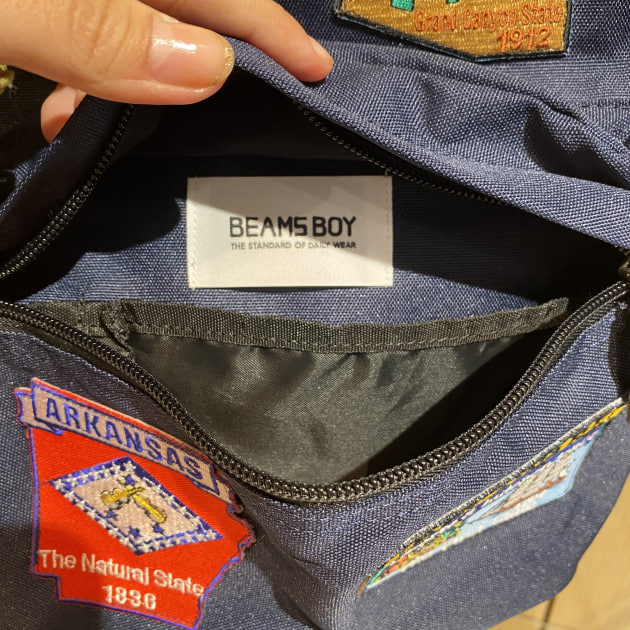 Grand Canyon State
1912
BEAMS BOY
THE STANDARD OF DAILY WEAR
ARKANSAS
The Natural State
1836